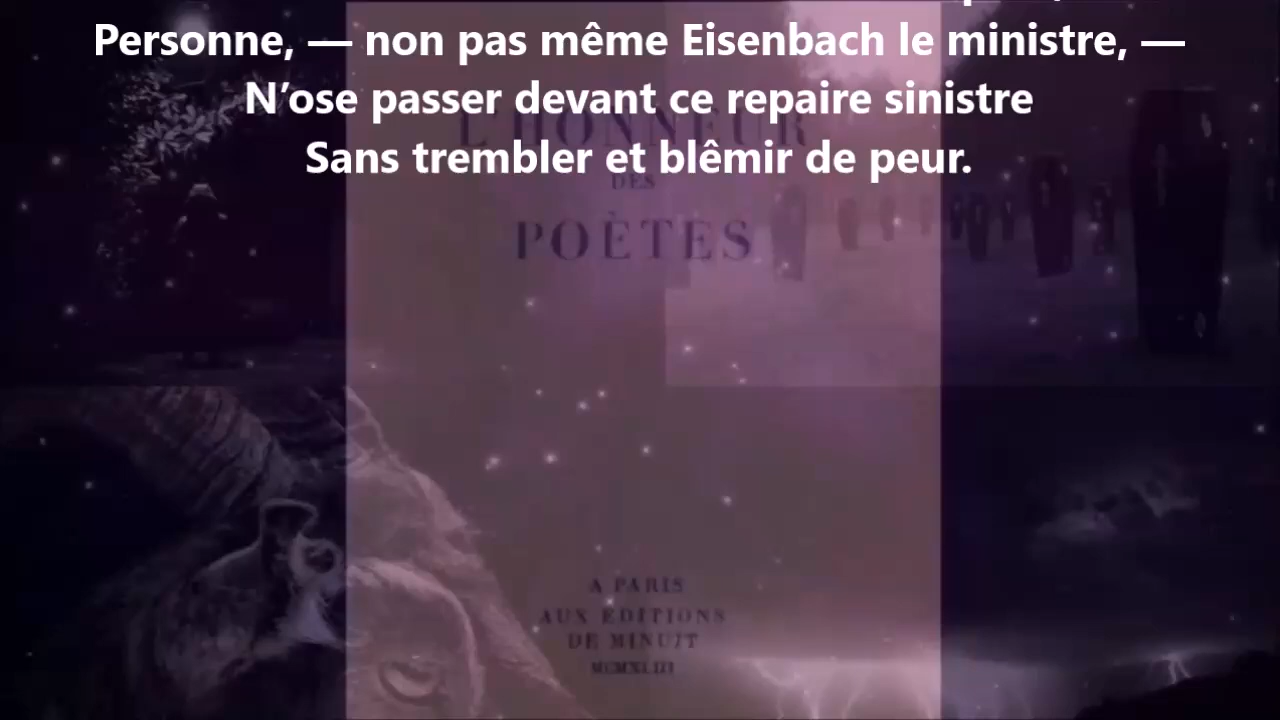 Personne, — non pas même Eisenbach le ministre, —
N’ose passer devant ce repaire sinistre
L'HONNEUR
Sans trembler et blêmir de peur.
DES
POÈTES
A PARIS
AUX ÉDITIONS
DE MINUIT
MCMXLIII